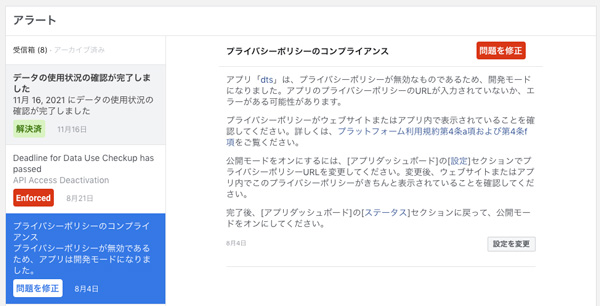 アラート
受信箱 (8) · アーカイブ済み
データの使用状況の確認が完了しま
した
11月 16, 2021 にデータの使用状況の
確認が完了しました
解決済 11月16日
Deadline for Data Use Checkup has
passed
API Access Deactivation
Enforced 8月21日
プライバシーポリシーのコンプライ
アンス
プライバシーポリシーが無効である
ため、アプリは開発モードになりま
した。
問題を修正 8月4日
プライバシーポリシーのコンプライアンス 問題を修正
アプリ「dts」は、プライバシーポリシーが無効なものであるため、開発モード
になりました。アプリのプライバシーポリシーのURLが入力されていないか、エ
ラーがある可能性があります。
プライバシーポリシーがウェブサイトまたはアプリ内で表示されていることを確
認してください。詳しくは、プラットフォーム利用規約第4条a項および第4条f
項をご覧ください。
公開モードをオンにするには、[アプリダッシュボード]の[設定]セクションでプ
ライバシーポリシーURLを変更してください。変更後、ウェブサイトまたはアプ
リ内でこのプライバシーポリシーがきちんと表示されていることを確認してくだ
さい。
完了後、[アプリダッシュボード]の[ステータス]セクションに戻って、公開モー
ドをオンにしてください。
8月4日 設定を変更